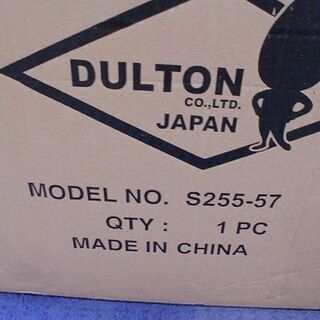 DULTON
CO.,LTD.
JAPAN
MODEL NO. S255-57
QTY : 1 PC
MADE IN CHINA